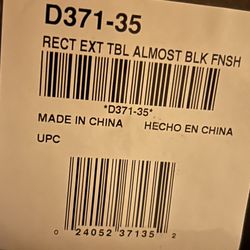 D371-35
RECT EXT TBL ALMOST BLK FNSH
*D371-35*
MADE IN CHINA HECHO EN CHINA
UPC
0 24052 37135 2